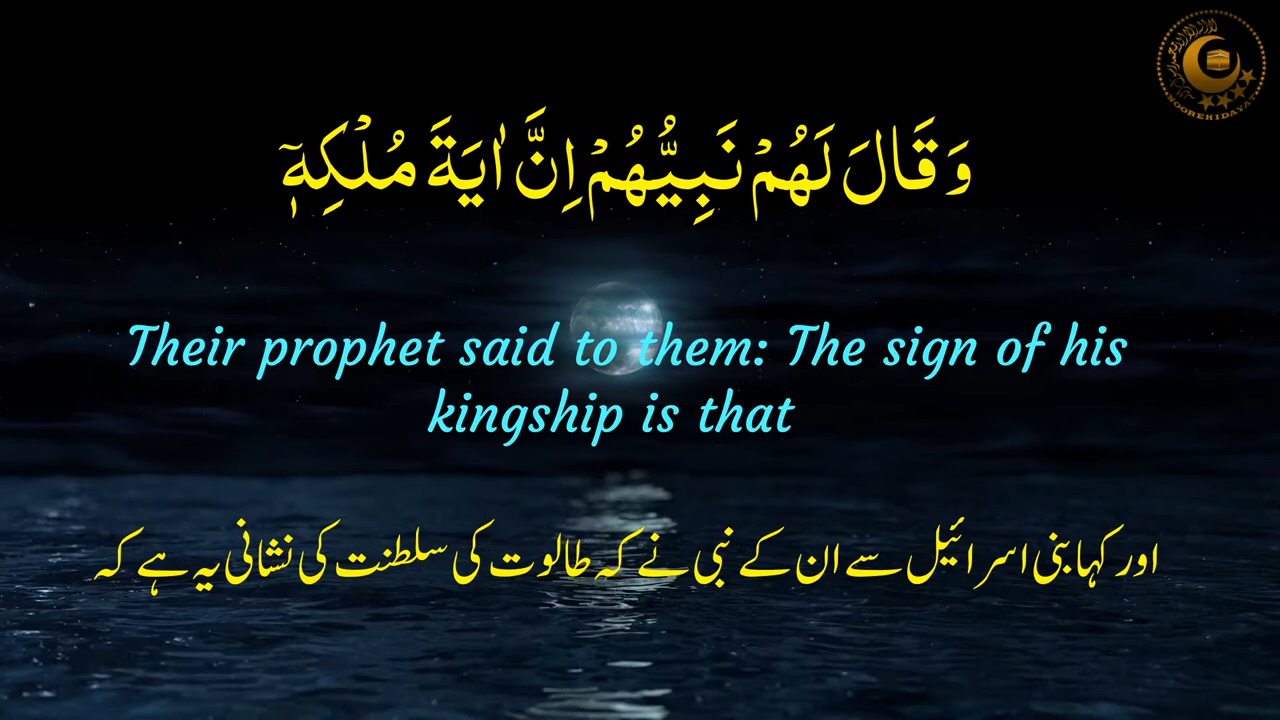 وَقَالَ لَهُمْ نَبِيُّهُمْ اِنَّ اٰيَةَ مُلْكِهٖۤ
Their prophet said to them: The sign of his
kingship is that
اور کہا بنی اسرائیل سے ان کے نبی نے کہ طالوت کی سلطنت کی نشانی یہ ہے کہ
NOOREHIDAYAT